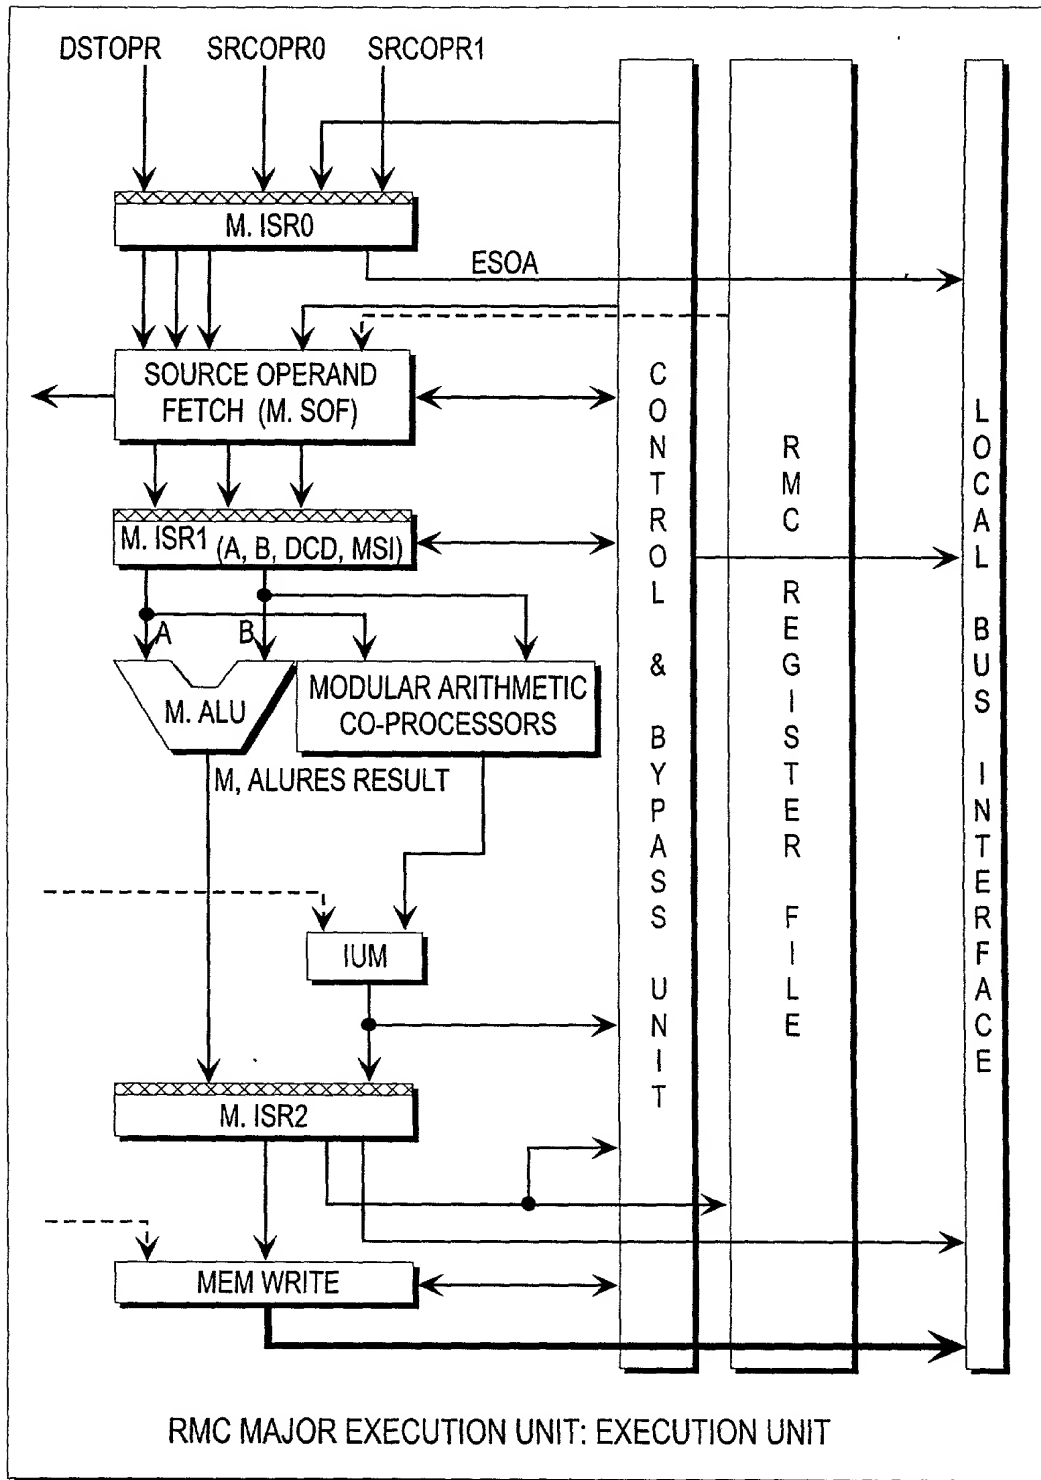 DSTOPR SRCOPR0 SRCOPR1
M. ISR0
ESOA
SOURCE OPERAND
FETCH (M. SOF)
M. ISR1 (A, B, DCD, MSI)
A B
M. ALU
MODULAR ARITHMETIC
CO-PROCESSORS
M, ALURES RESULT
IUM
M. ISR2
MEM WRITE
CONTROL & BYPASS UNIT
RMC REGISTER FILE
LOCAL BUS INTERFACE
RMC MAJOR EXECUTION UNIT: EXECUTION UNIT